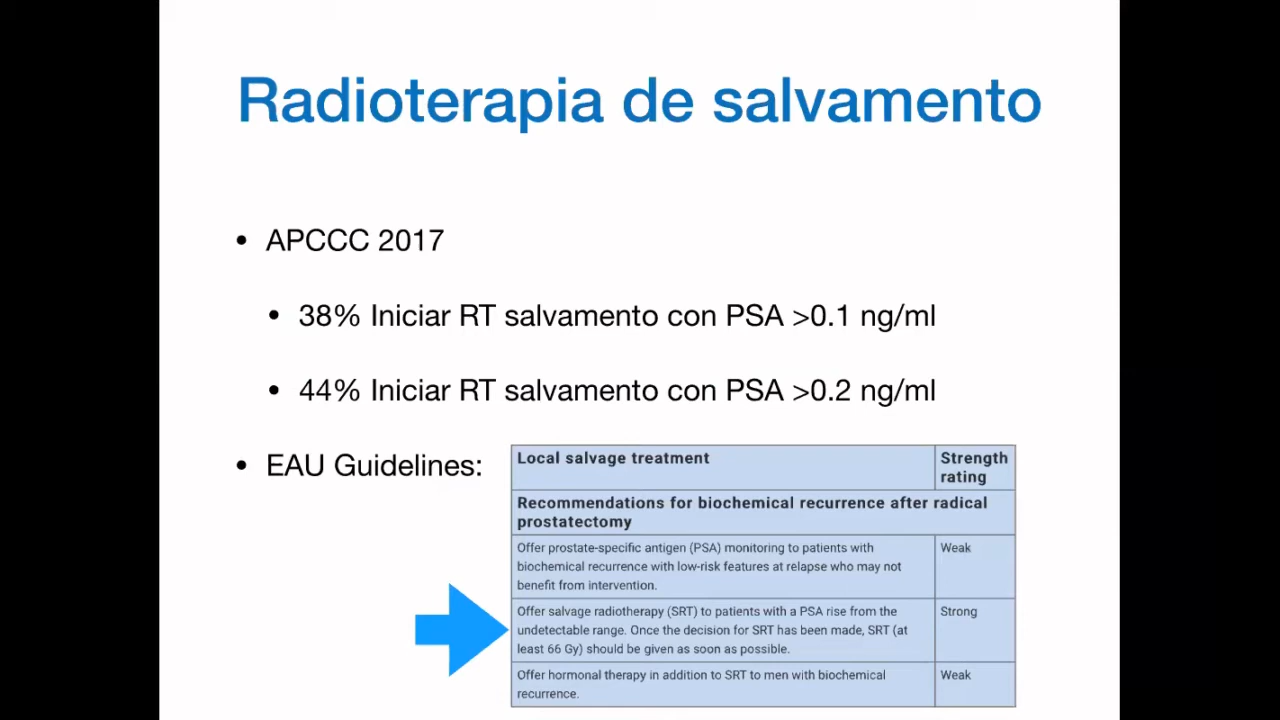 Radioterapia de salvamento
• APCCC 2017
• 38% Iniciar RT salvamento con PSA >0.1 ng/ml
• 44% Iniciar RT salvamento con PSA >0.2 ng/ml
• EAU Guidelines:
Local salvage treatment
Strength
rating
Recommendations for biochemical recurrence after radical
prostatectomy
Offer prostate-specific antigen (PSA) monitoring to patients with
biochemical recurrence with low-risk features at relapse who may not
benefit from intervention.
Weak
Offer salvage radiotherapy (SRT) to patients with a PSA rise from the
undetectable range. Once the decision for SRT has been made, SRT (at
least 66 Gy) should be given as soon as possible.
Strong
Offer hormonal therapy in addition to SRT to men with biochemical
recurrence.
Weak